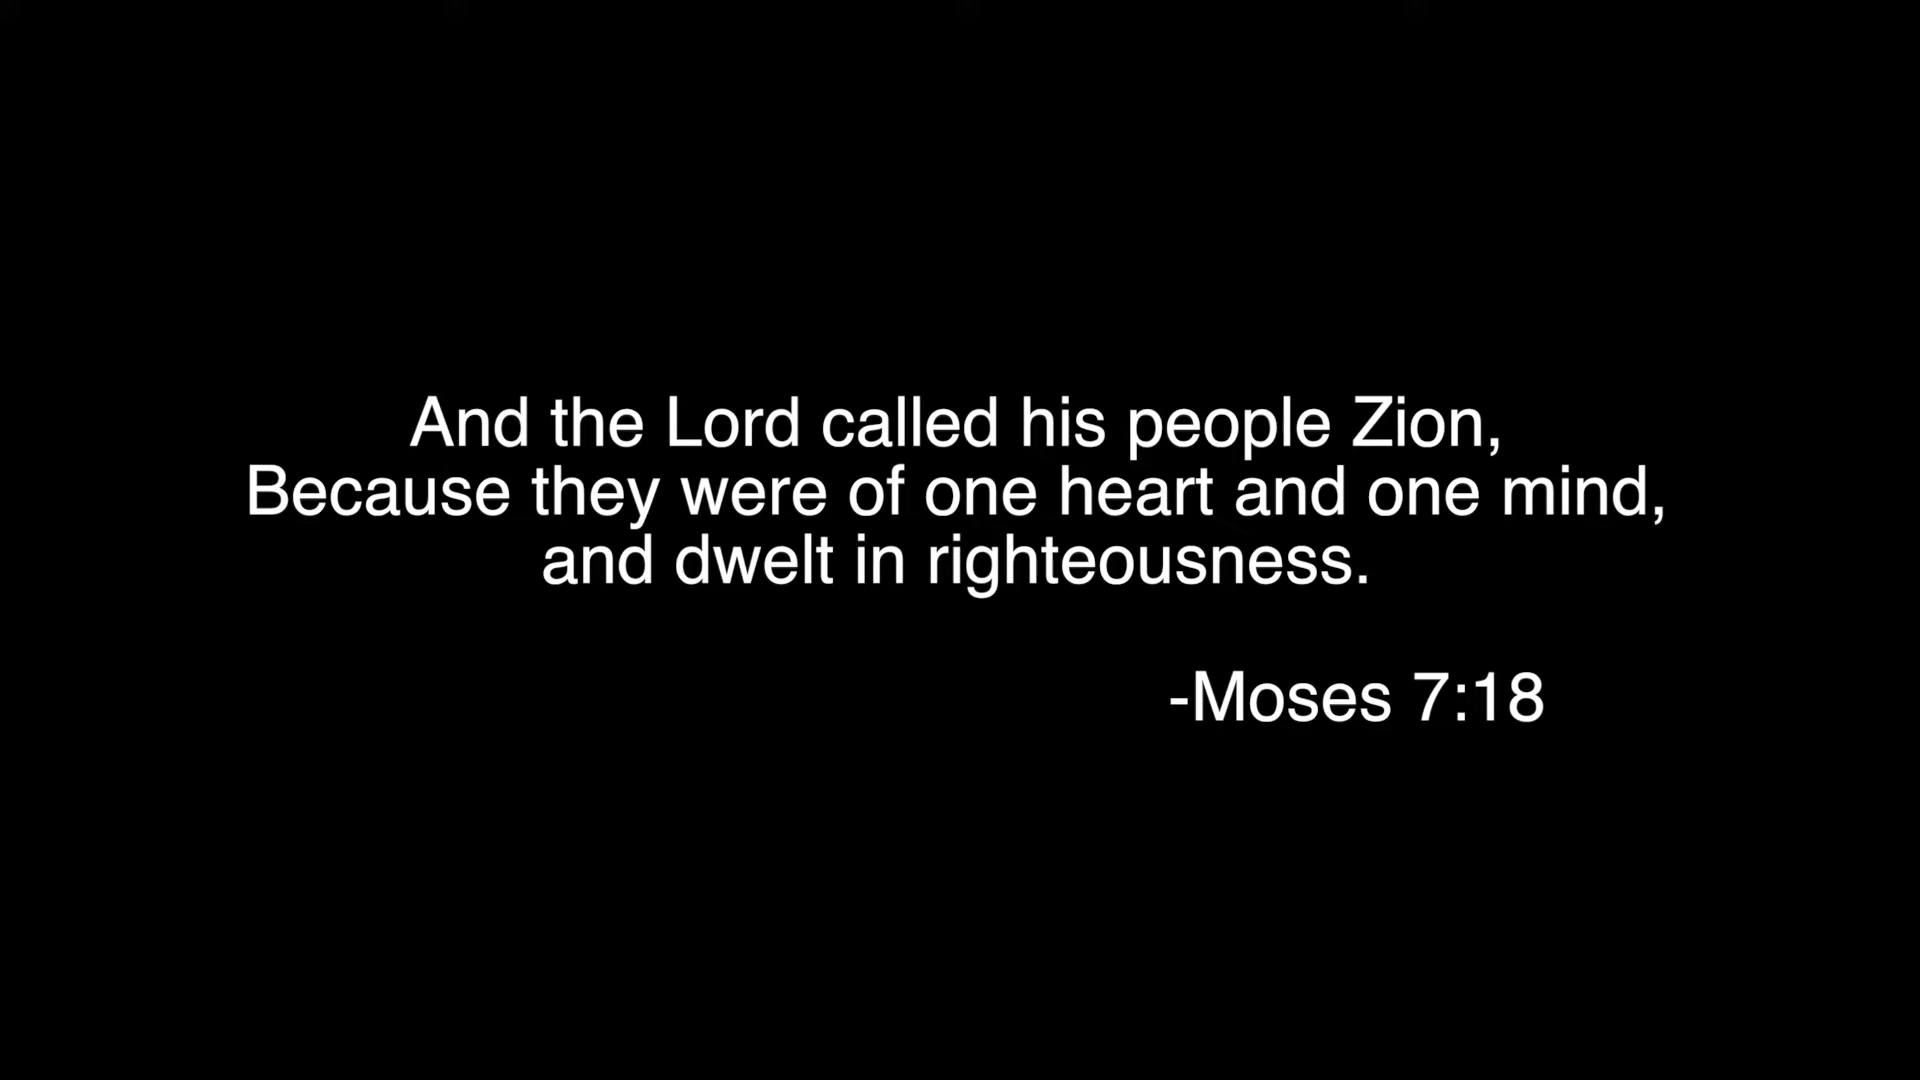 And the Lord called his people Zion,
Because they were of one heart and one mind,
and dwelt in righteousness.
-Moses 7:18